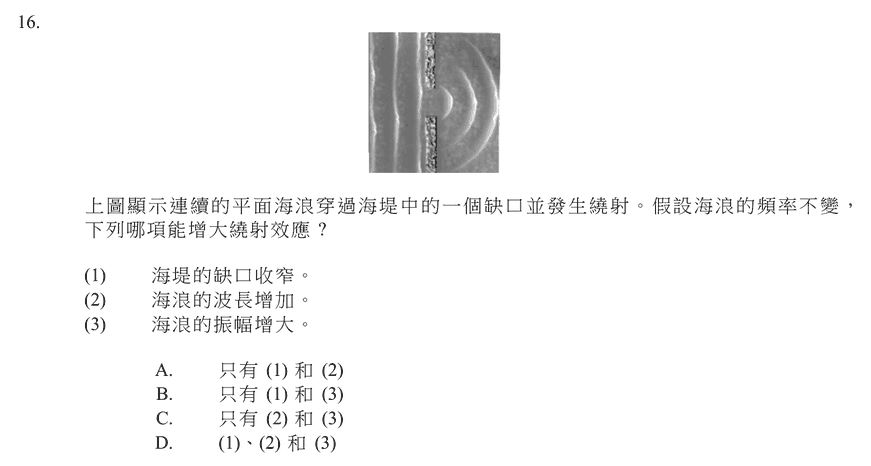 16.
上圖顯示連續的平面海浪穿過海堤中的一個缺口並發生繞射。假設海浪的頻率不變，
下列哪項能增大繞射效應？
(1) 海堤的缺口收窄。
(2) 海浪的波長增加。
(3) 海浪的振幅增大。
A. 只有 (1) 和 (2)
B. 只有 (1) 和 (3)
C. 只有 (2) 和 (3)
D. (1)、(2) 和 (3)